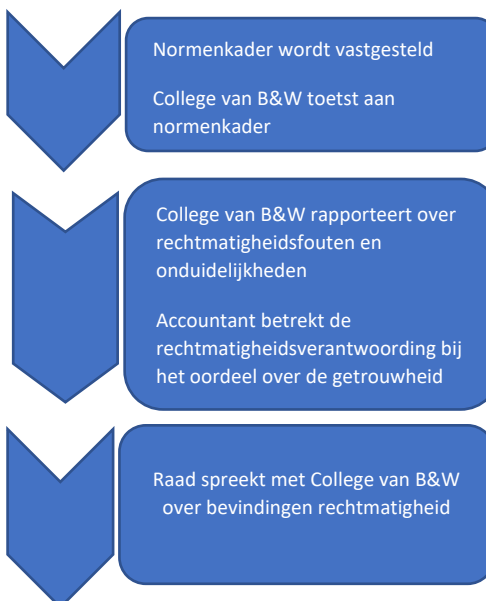 Normenkader wordt vastgesteld
College van B&W toetst aan
normenkader
College van B&W rapporteert over
rechtmatigheidsfouten en
onduidelijkheden
Accountant betrekt de
rechtmatigheidsverantwoording bij
het oordeel over de getrouwheid
Raad spreekt met College van B&W
over bevindingen rechtmatigheid